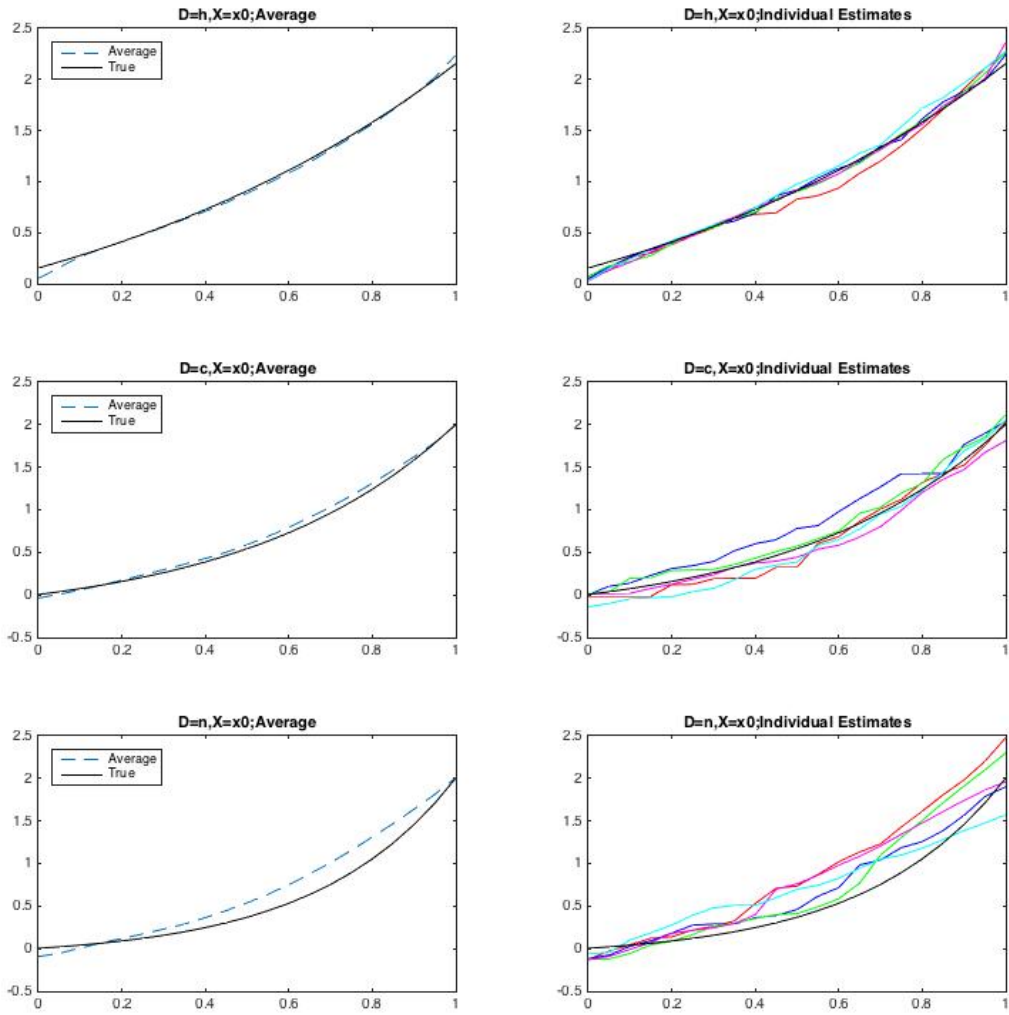 D=h,X=x0;Average
2.5
2
1.5
1
0.5
0
0 0.2 0.4 0.6 0.8 1
Average
True
D=h,X=x0;Individual Estimates
2.5
2
1.5
1
0.5
0
0 0.2 0.4 0.6 0.8 1
D=c,X=x0;Average
2.5
2
1.5
1
0.5
0
-0.5
0 0.2 0.4 0.6 0.8 1
Average
True
D=c,X=x0;Individual Estimates
2.5
2
1.5
1
0.5
0
-0.5
0 0.2 0.4 0.6 0.8 1
D=n,X=x0;Average
2.5
2
1.5
1
0.5
0
-0.5
0 0.2 0.4 0.6 0.8 1
Average
True
D=n,X=x0;Individual Estimates
2.5
2
1.5
1
0.5
0
-0.5
0 0.2 0.4 0.6 0.8 1